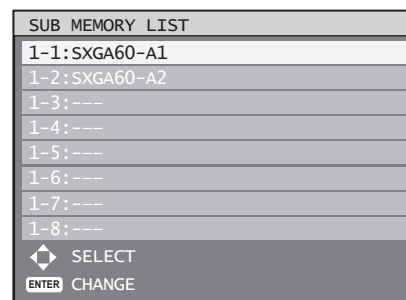 SUB MEMORY LIST
1-1:SXGA60-A1
1-2:SXGA60-A2
1-3:---
1-4:---
1-5:---
1-6:---
1-7:---
1-8:---
SELECT
ENTER CHANGE